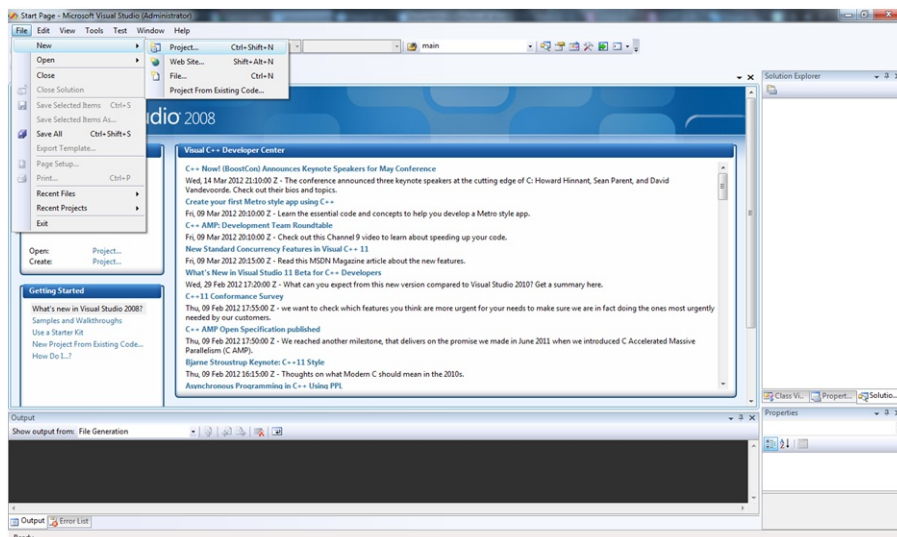 Start Page - Microsoft Visual Studio (Administrator)
File Edit View Tools Test Window Help
New
Open
Close
Close Solution
Save Selected Items Ctrl+S
Save Selected Items As...
Save All Ctrl+Shift+S
Export Template...
Page Setup...
Print... Ctrl+P
Recent Files
Recent Projects
Exit
Project... Ctrl+Shift+N
Web Site... Shift+Alt+N
File... Ctrl+N
Project From Existing Code...
main
dio 2008
Open: Project...
Create: Project...
Getting Started
What's new in Visual Studio 2008?
Samples and Walkthroughs
Use a Starter Kit
New Project From Existing Code...
How Do I...?
Visual C++ Developer Center
C++ Now! (BoostCon) Announces Keynote Speakers for May Conference
Wed, 14 Mar 2012 21:10:00 Z - The conference announced three keynote speakers at the cutting edge of C: Howard Hinnant, Sean Parent, and David
Vandevoorde. Check out their bios and topics.
Create your first Metro style app using C++
Fri, 09 Mar 2012 20:10:00 Z - Learn the essential code and concepts to help you develop a Metro style app.
C++ AMP: Development Team Roundtable
Fri, 09 Mar 2012 20:10:00 Z - Check out this Channel 9 video to learn about speeding up your code.
New Standard Concurrency Features in Visual C++ 11
Fri, 09 Mar 2012 20:15:00 Z - Read this MSDN Magazine article about the new features.
What's New in Visual Studio 11 Beta for C++ Developers
Wed, 29 Feb 2012 17:20:00 Z - What can you expect from this new version compared to Visual Studio 2010? Get a summary here.
C++11 Conformance Survey
Thu, 09 Feb 2012 17:55:00 Z - we want to check which features you think are more urgent for your needs to make sure we are in fact doing the ones most urgently
needed by our customers.
C++ AMP Open Specification published
Thu, 09 Feb 2012 17:50:00 Z - We reached another milestone, that delivers on the promise we made in June 2011 when we introduced C++ Accelerated Massive
Parallelism (C AMP).
Bjarne Stroustrup Keynote: C++11 Style
Thu, 09 Feb 2012 16:15:00 Z - Thoughts on what Modern C should mean in the 2010s.
Asynchronous Programming in C++ Using PPL
Solution Explorer
Class Vi... Propert... Solutio...
Properties
Output
Show output from: File Generation
Output Error List